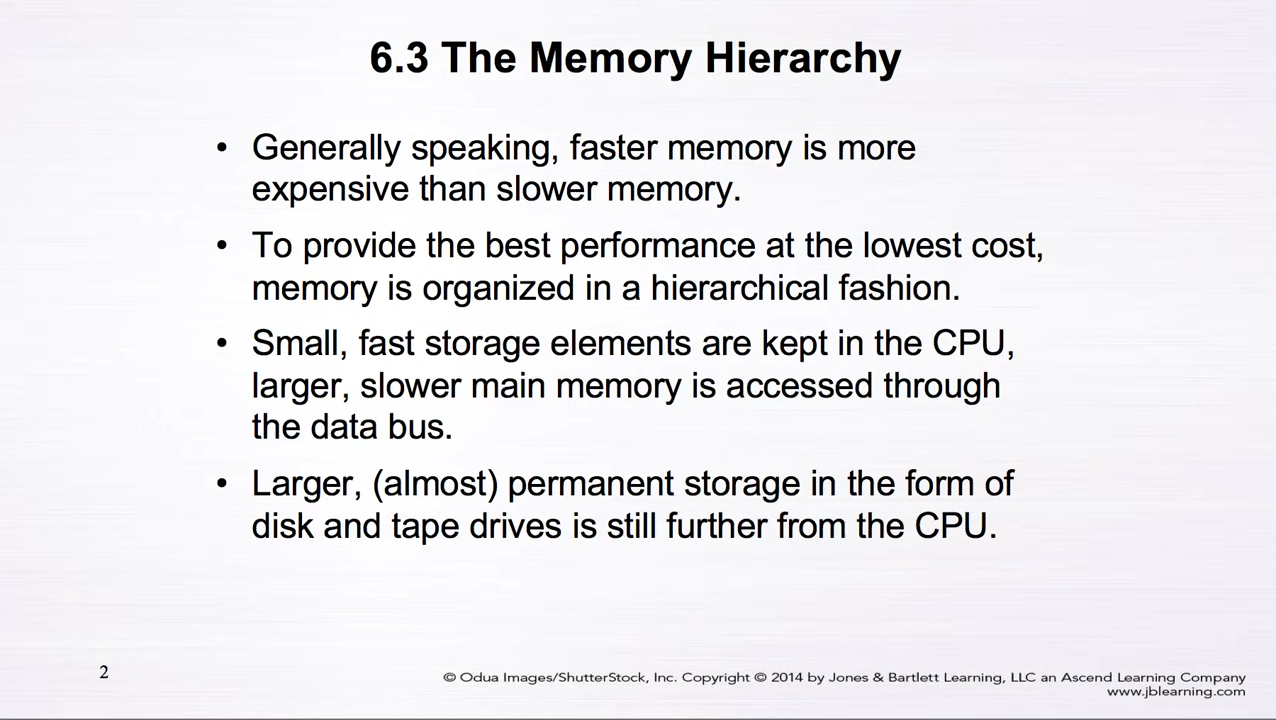 6.3 The Memory Hierarchy
• Generally speaking, faster memory is more
expensive than slower memory.
• To provide the best performance at the lowest cost,
memory is organized in a hierarchical fashion.
• Small, fast storage elements are kept in the CPU,
larger, slower main memory is accessed through
the data bus.
• Larger, (almost) permanent storage in the form of
disk and tape drives is still further from the CPU.
2
© Odua Images/ShutterStock, Inc. Copyright © 2014 by Jones & Bartlett Learning, LLC an Ascend Learning Company
www.jblearning.com